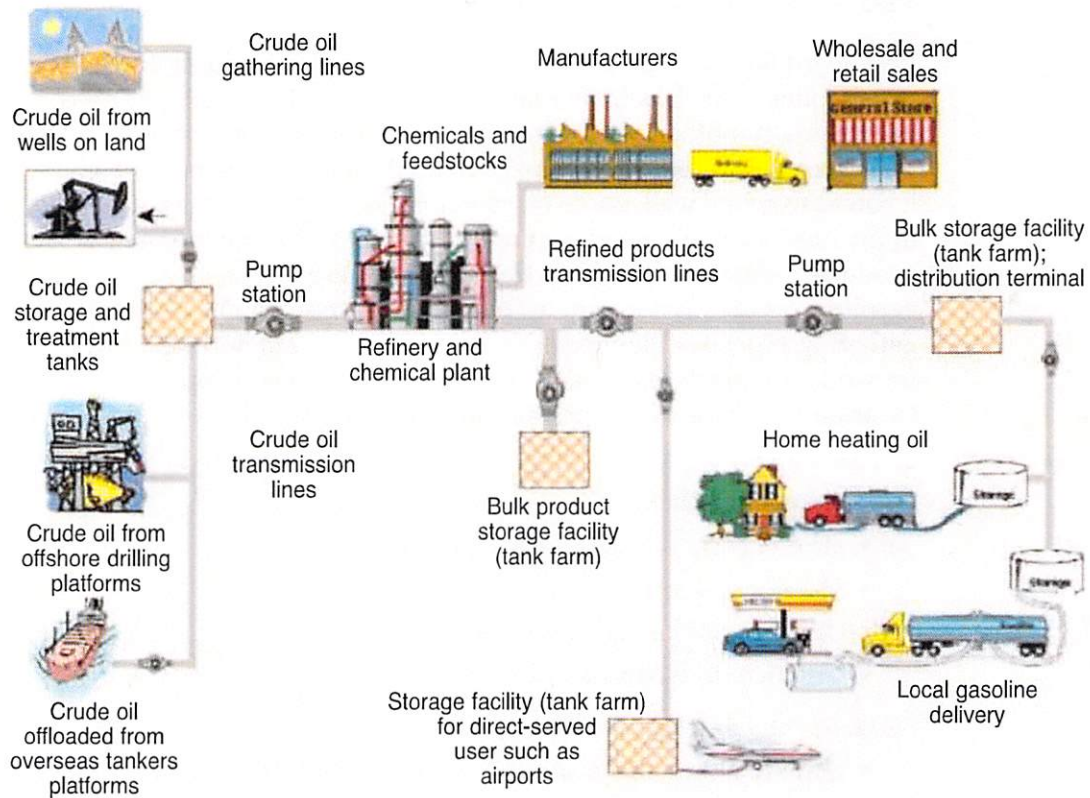 Crude oil
gathering lines
Manufacturers
Wholesale and
retail sales
General Store
Crude oil from
wells on land
Chemicals and
feedstocks
Refined products
transmission lines
Bulk storage facility
(tank farm);
distribution terminal
Pump
station
Pump
station
Crude oil
storage and
treatment
tanks
Refinery and
chemical plant
Crude oil
transmission
lines
Home heating oil
Storage
Bulk product
storage facility
(tank farm)
Crude oil from
offshore drilling
platforms
Storage
Local gasoline
delivery
Storage facility (tank farm)
for direct-served
user such as
airports
Crude oil
offloaded from
overseas tankers
platforms